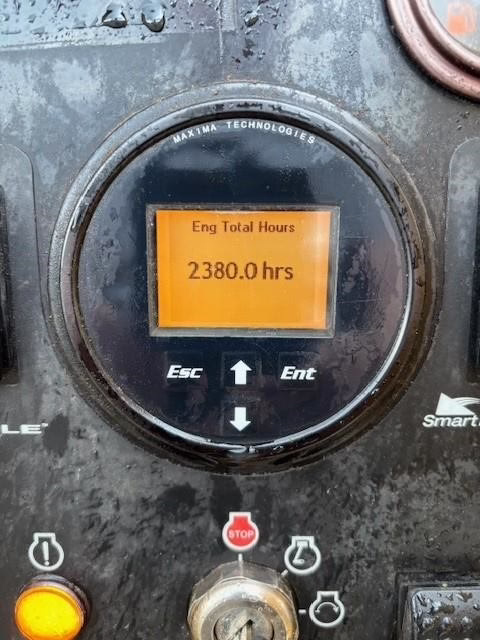 MAXIMA TECHNOLOGIES
Eng Total Hours
2380.0 hrs
Esc Ent
STOP